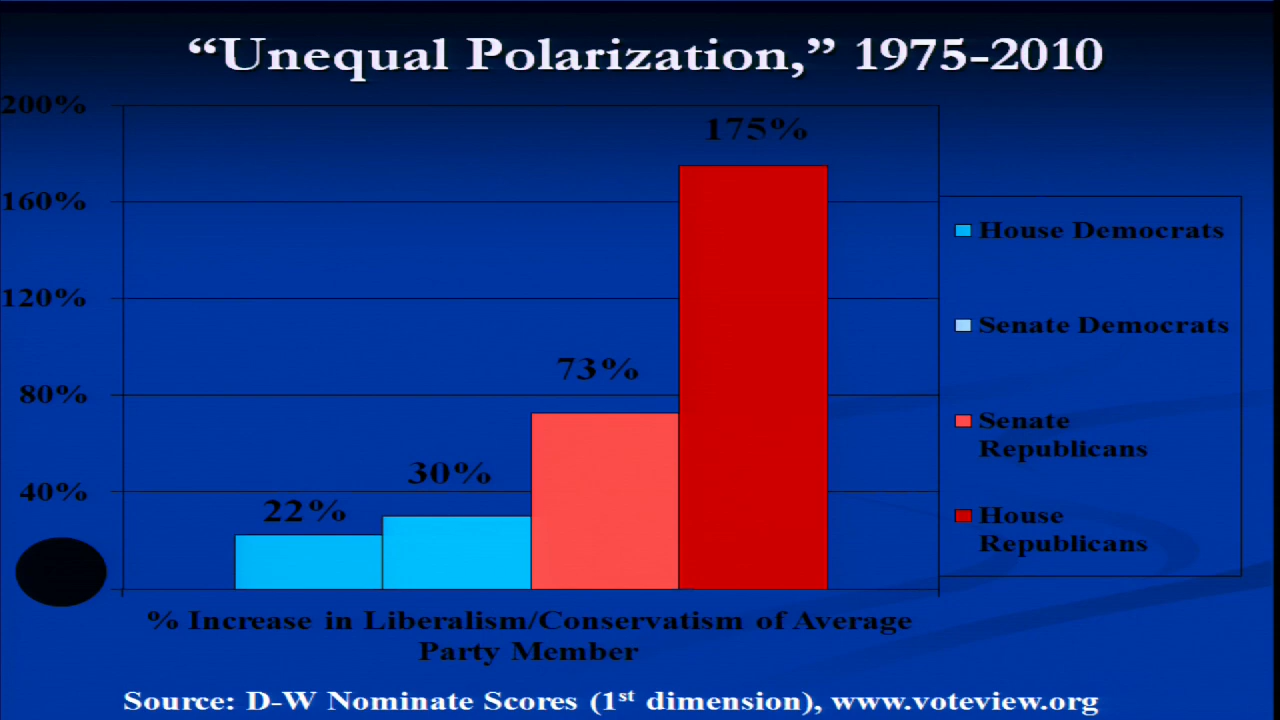 “Unequal Polarization,” 1975-2010
200%
160%
120%
80%
40%
22%
30%
73%
175%
House Democrats
Senate Democrats
Senate
Republicans
House
Republicans
% Increase in Liberalism/Conservatism of Average
Party Member
Source: D-W Nominate Scores (1st dimension), www.voteview.org